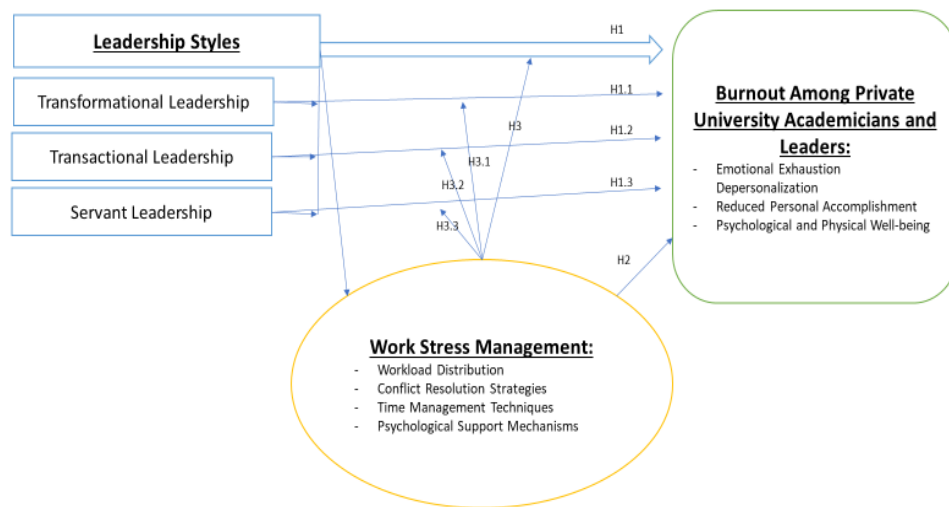 Leadership Styles
Transformational Leadership
Transactional Leadership
Servant Leadership
H1
H1.1
H1.2
H1.3
H3
H3.1
H3.2
H3.3
H2
Burnout Among Private
University Academicians and
Leaders:
- Emotional Exhaustion
Depersonalization
- Reduced Personal Accomplishment
- Psychological and Physical Well-being
Work Stress Management:
- Workload Distribution
- Conflict Resolution Strategies
- Time Management Techniques
- Psychological Support Mechanisms